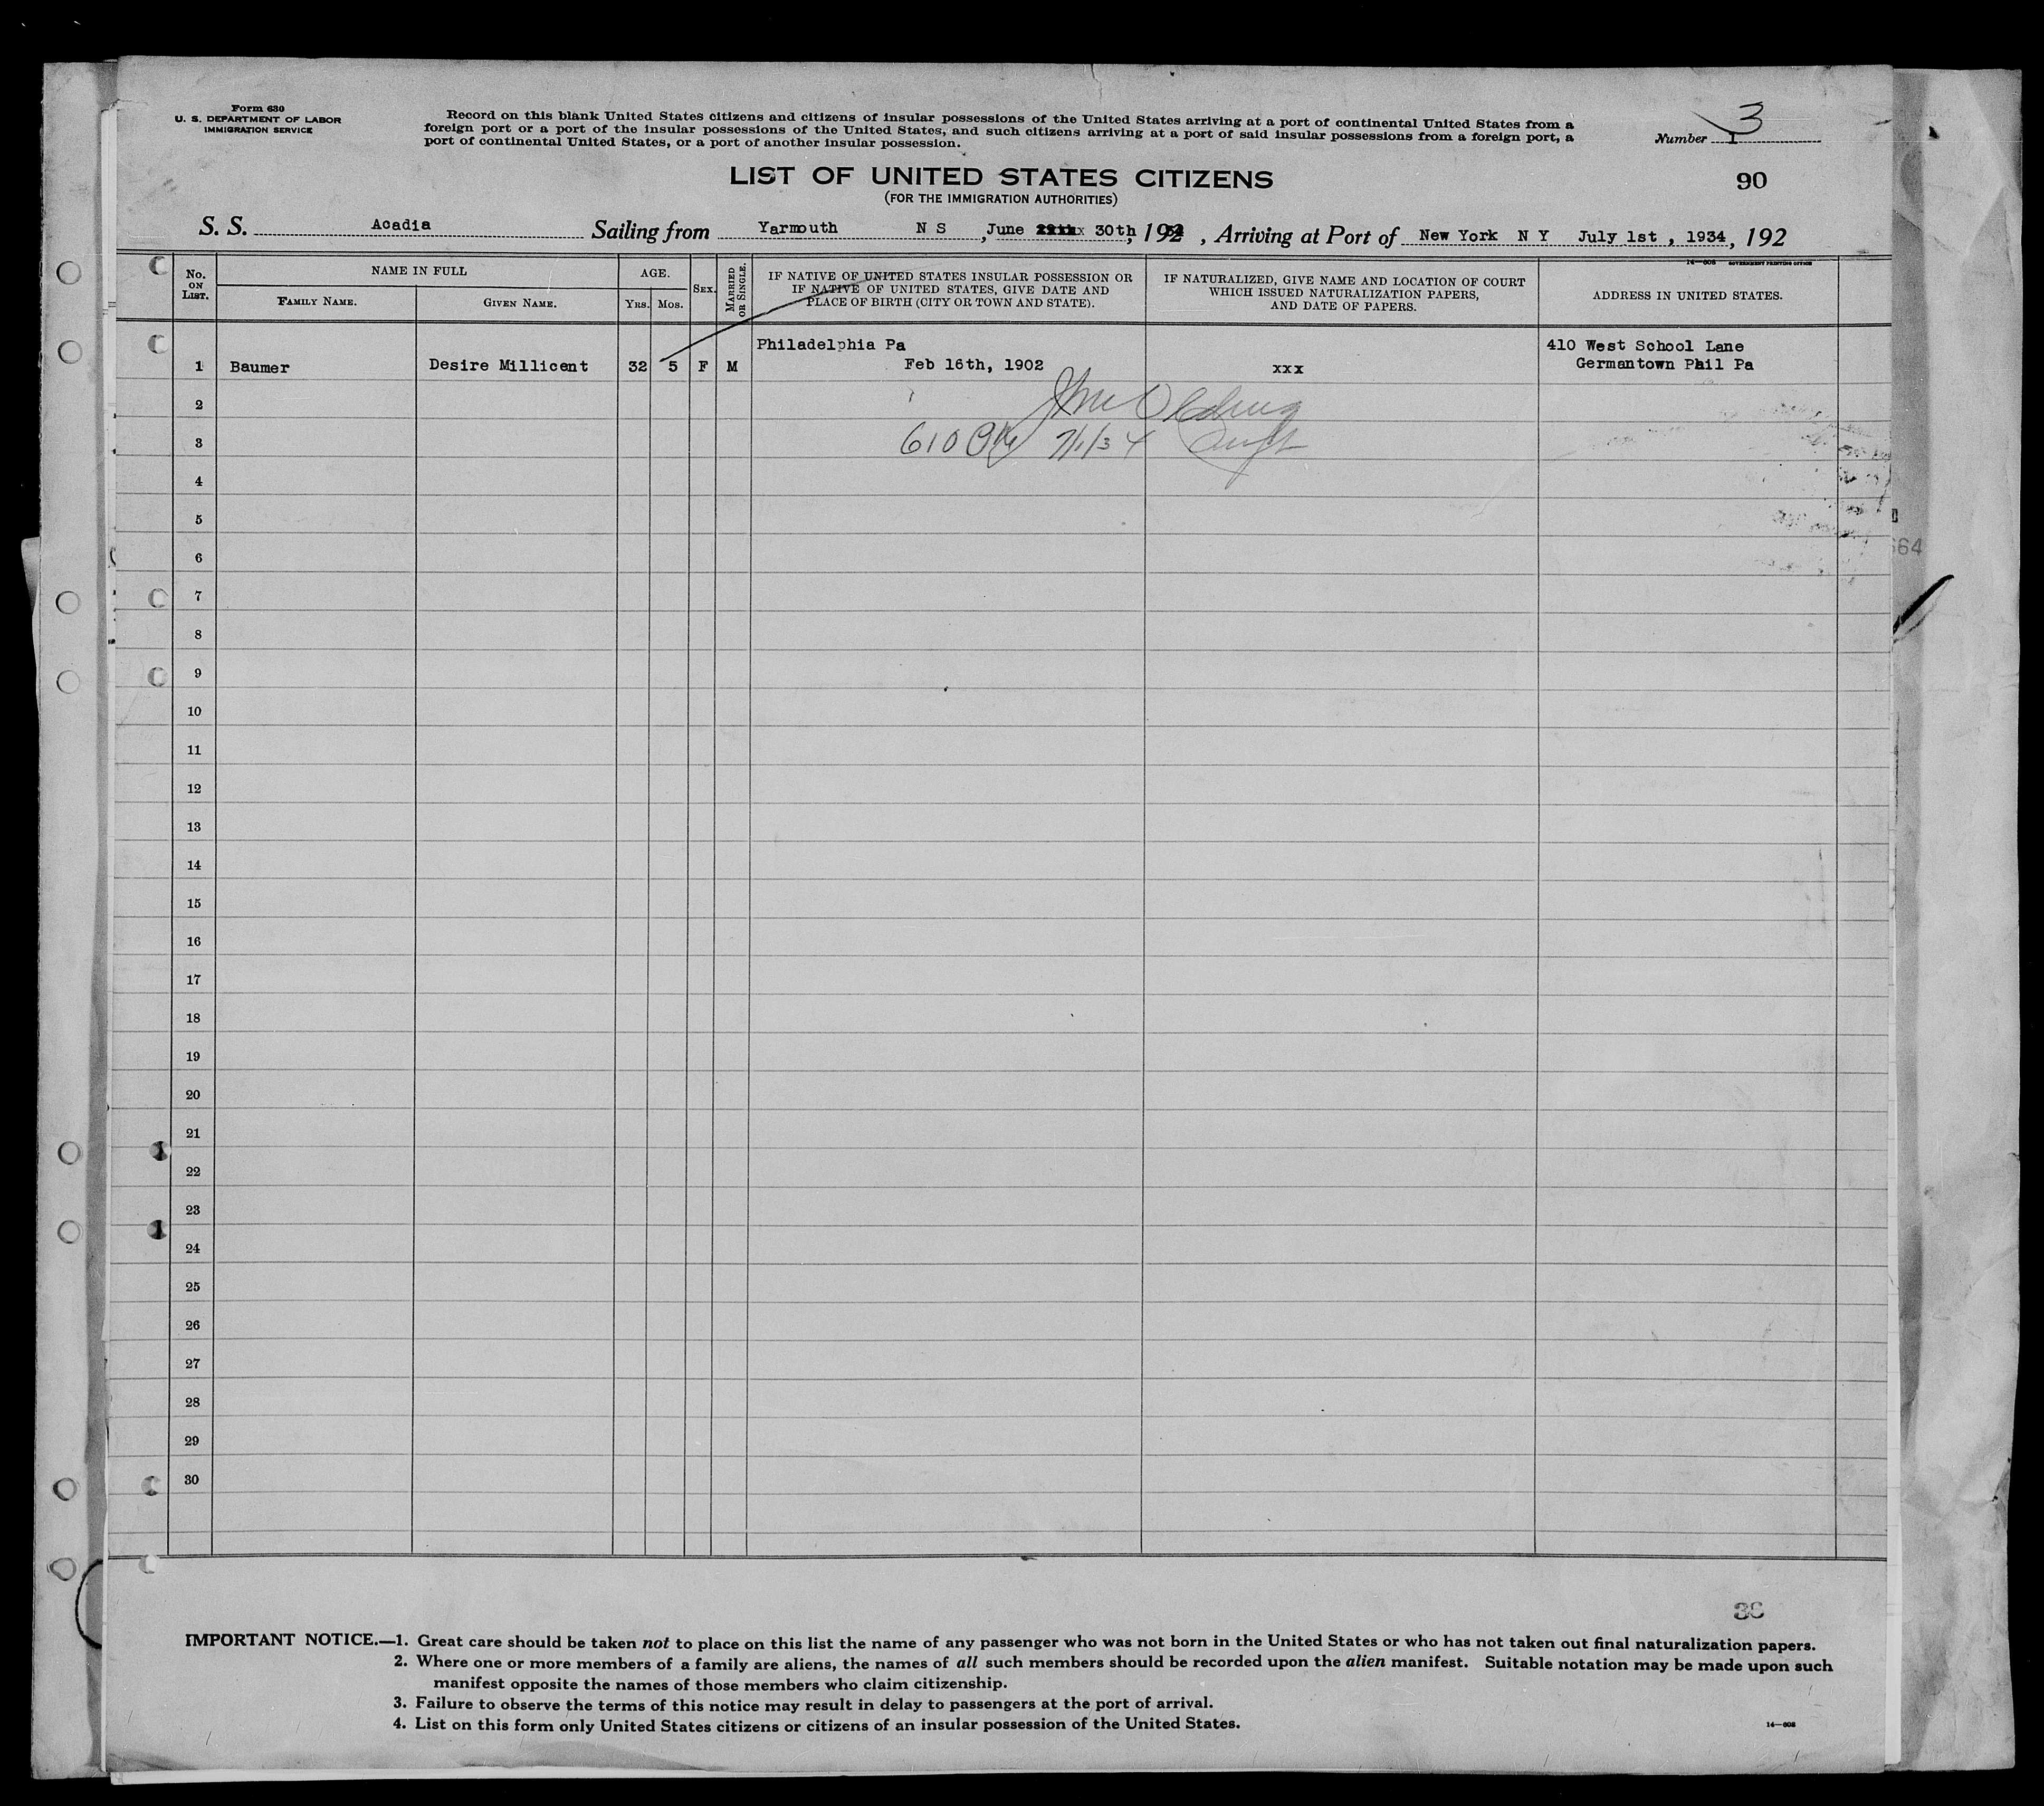 Form 630
U. S. DEPARTMENT OF LABOR
IMMIGRATION SERVICE
Record on this blank United States citizens and citizens of insular possessions of the United States arriving at a port of continental United States from a
foreign port or a port of the insular possessions of the United States, and such citizens arriving at a port of said insular possessions from a foreign port, a
port of continental United States, or a port of another insular possession.
3
Number 1
LIST OF UNITED STATES CITIZENS
(FOR THE IMMIGRATION AUTHORITIES)
90
S. S. Acadia Sailing from Yarmouth N S , June 30th, 192 , Arriving at Port of New York N Y July 1st , 1934, 192
14—608 GOVERNMENT PRINTING OFFICE
No. ON LIST.
NAME IN FULL
FAMILY NAME.
GIVEN NAME.
AGE.
YRS. MOS.
SEX.
MARRIED OR SINGLE.
IF NATIVE OF UNITED STATES INSULAR POSSESSION OR
IF NATIVE OF UNITED STATES, GIVE DATE AND
PLACE OF BIRTH (CITY OR TOWN AND STATE).
IF NATURALIZED, GIVE NAME AND LOCATION OF COURT
WHICH ISSUED NATURALIZATION PAPERS,
AND DATE OF PAPERS.
ADDRESS IN UNITED STATES.
Philadelphia Pa 410 West School Lane
1 Baumer Desire Millicent 32 5 F M Feb 16th, 1902 xxx Germantown Phil Pa
2
3 610 7/1/34
4
5
6
664
7
8
9
10
11
12
13
14
15
16
17
18
19
20
21
22
23
24
25
26
27
28
29
30
IMPORTANT NOTICE.—1. Great care should be taken not to place on this list the name of any passenger who was not born in the United States or who has not taken out final naturalization papers.
2. Where one or more members of a family are aliens, the names of all such members should be recorded upon the alien manifest. Suitable notation may be made upon such
manifest opposite the names of those members who claim citizenship.
3. Failure to observe the terms of this notice may result in delay to passengers at the port of arrival.
4. List on this form only United States citizens or citizens of an insular possession of the United States.
14—608